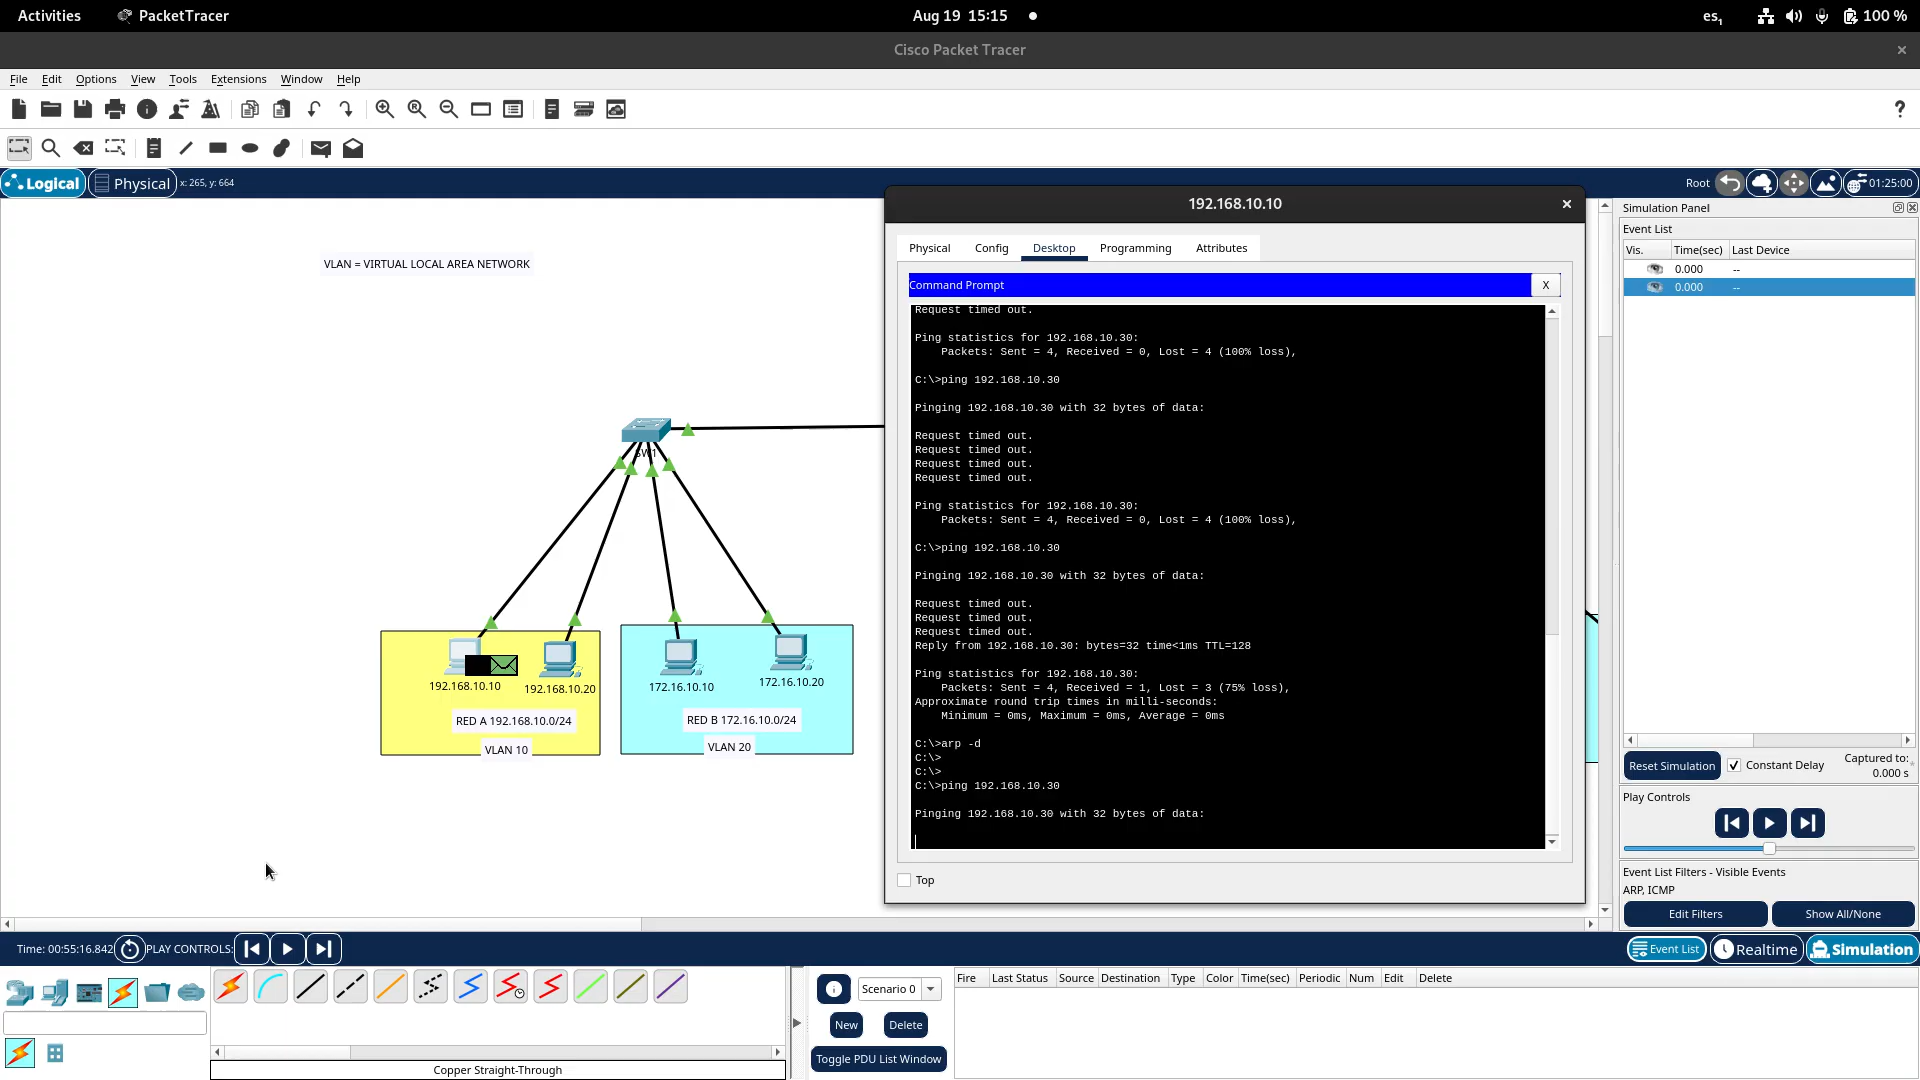 Activities
PacketTracer
Aug 19 15:15
es1
100 %
Cisco Packet Tracer
File Edit Options View Tools Extensions Window Help
Logical
Physical
x: 265, y: 664
Root
01:25:00
VLAN = VIRTUAL LOCAL AREA NETWORK
SW1
192.168.10.10
192.168.10.20
RED A 192.168.10.0/24
VLAN 10
172.16.10.10
172.16.10.20
RED B 172.16.10.0/24
VLAN 20
192.168.10.10
Physical Config Desktop Programming Attributes
Command Prompt
X
Request timed out.
Ping statistics for 192.168.10.30:
Packets: Sent = 4, Received = 0, Lost = 4 (100% loss),
C:\>ping 192.168.10.30
Pinging 192.168.10.30 with 32 bytes of data:
Request timed out.
Request timed out.
Request timed out.
Request timed out.
Ping statistics for 192.168.10.30:
Packets: Sent = 4, Received = 0, Lost = 4 (100% loss),
C:\>ping 192.168.10.30
Pinging 192.168.10.30 with 32 bytes of data:
Request timed out.
Request timed out.
Request timed out.
Reply from 192.168.10.30: bytes=32 time<1ms TTL=128
Ping statistics for 192.168.10.30:
Packets: Sent = 4, Received = 1, Lost = 3 (75% loss),
Approximate round trip times in milli-seconds:
Minimum = 0ms, Maximum = 0ms, Average = 0ms
C:\>arp -d
C:\>
C:\>
C:\>ping 192.168.10.30
Pinging 192.168.10.30 with 32 bytes of data:
Top
Simulation Panel
Event List
Vis. Time(sec) Last Device
0.000 --
0.000 --
Reset Simulation
Constant Delay
Captured to:
0.000 s
Play Controls
Event List Filters - Visible Events
ARP, ICMP
Edit Filters
Show All/None
Time: 00:55:16.842
PLAY CONTROLS:
Event List
Realtime
Simulation
Copper Straight-Through
Scenario 0
New
Delete
Toggle PDU List Window
Fire Last Status Source Destination Type Color Time(sec) Periodic Num Edit Delete